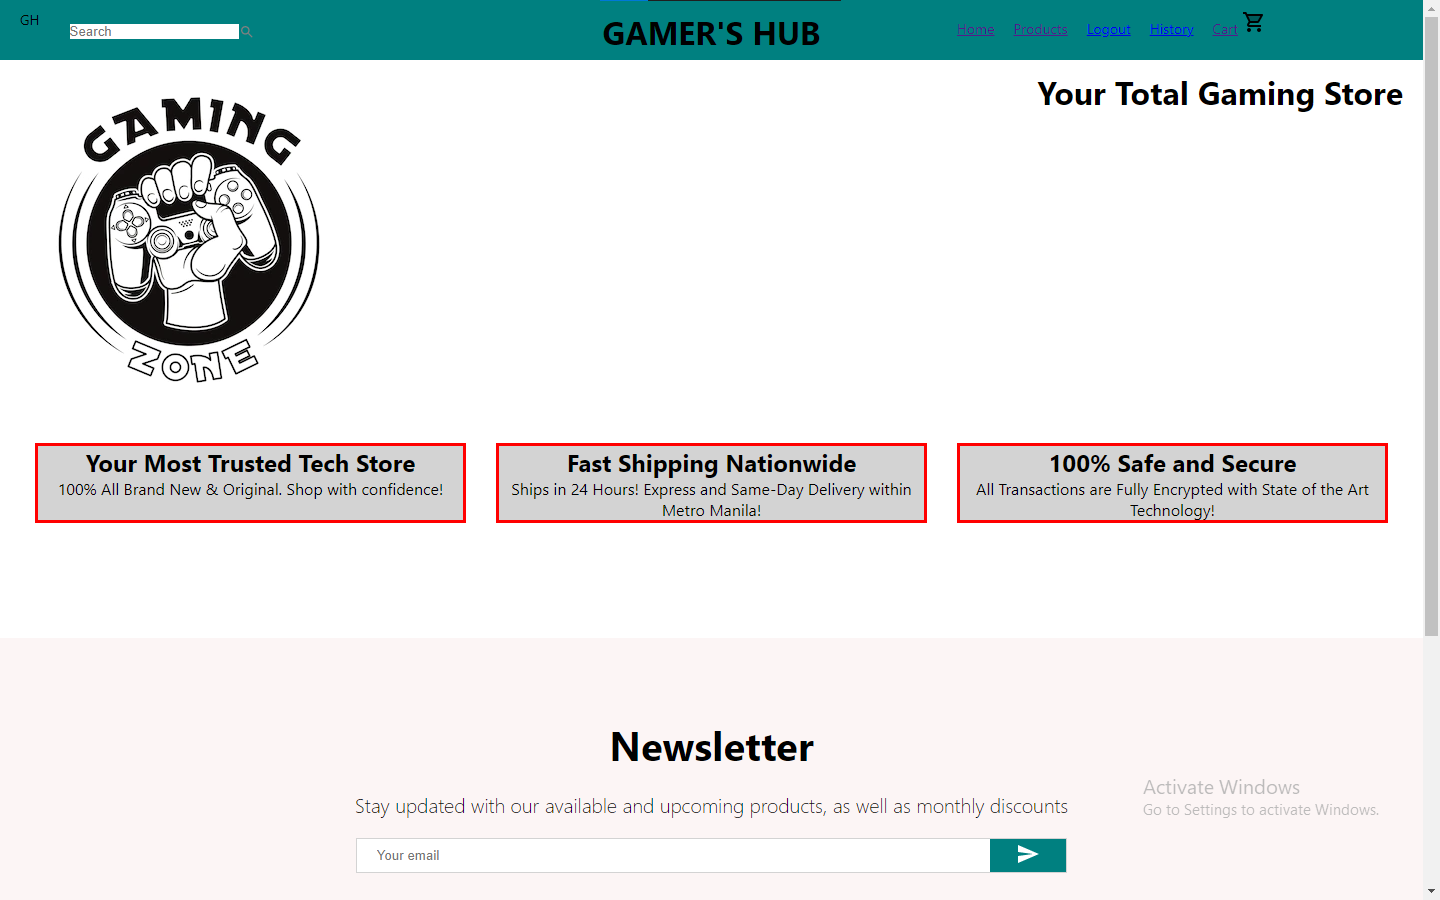 GH
Search
GAMER'S HUB
Home Products Logout History Cart
Your Total Gaming Store
GAMING
ZONE
Your Most Trusted Tech Store
100% All Brand New & Original. Shop with confidence!
Fast Shipping Nationwide
Ships in 24 Hours! Express and Same-Day Delivery within
Metro Manila!
100% Safe and Secure
All Transactions are Fully Encrypted with State of the Art
Technology!
Newsletter
Stay updated with our available and upcoming products, as well as monthly discounts
Your email
Activate Windows
Go to Settings to activate Windows.